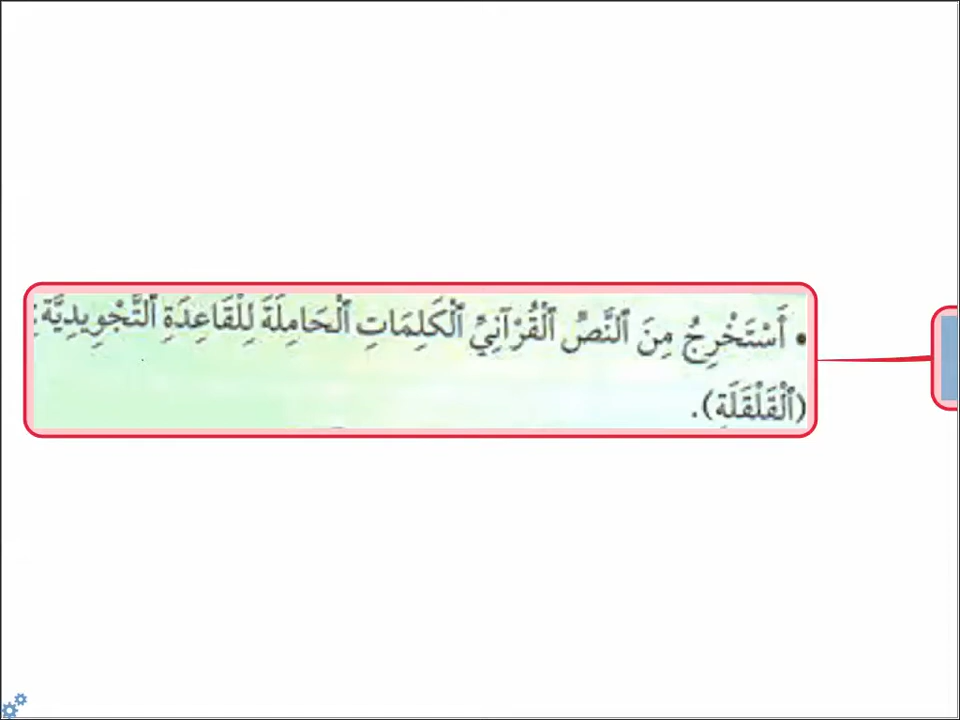 • أَسْتَخْرِجُ مِنَ ٱلنَّصِّ ٱلْقُرْآنِيِّ ٱلْكَلِمَاتِ ٱلْحَامِلَةَ لِلْقَاعِدَةِ ٱلتَّجْوِيدِيَّةِ:
(ٱلْقَلْقَلَةِ).